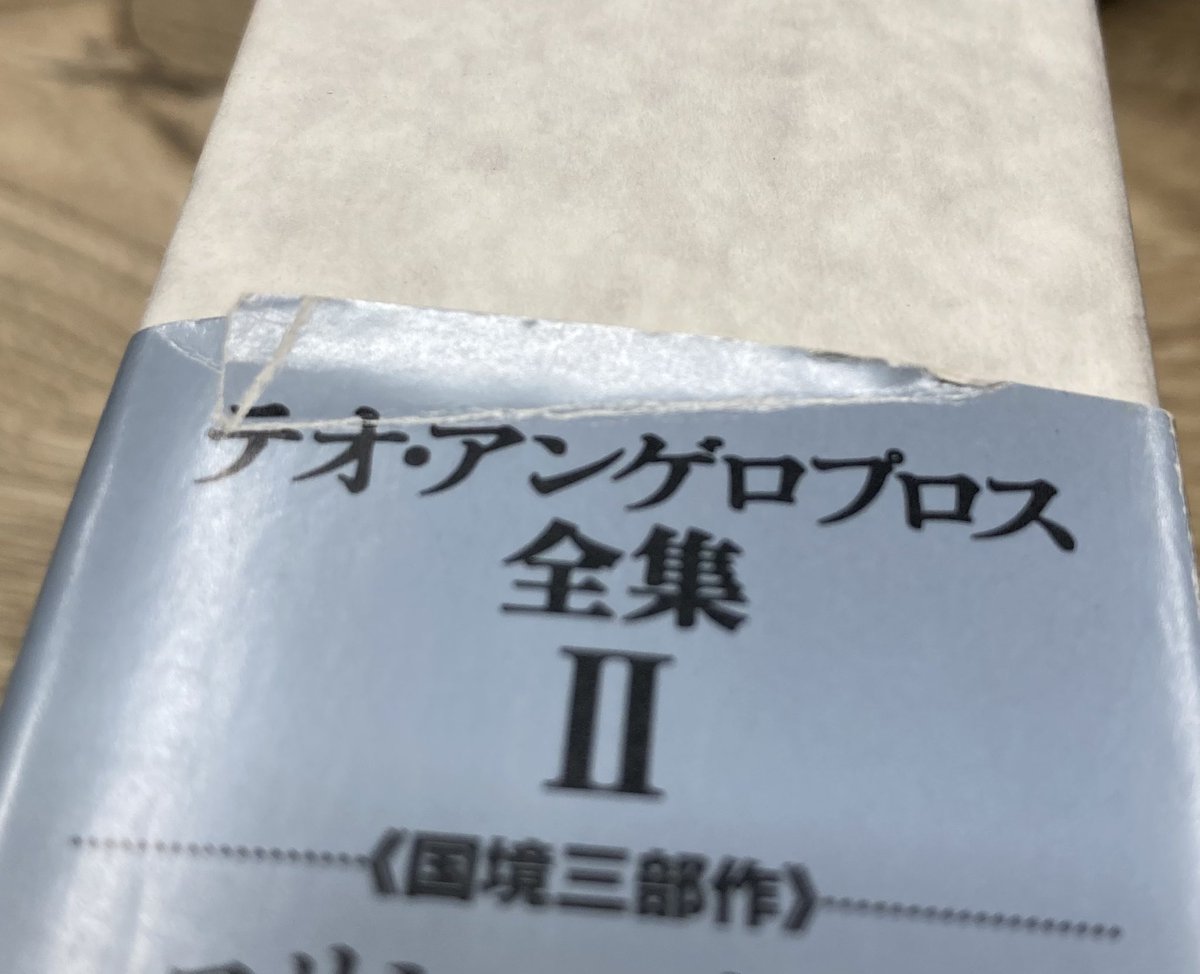 テオ・アンゲロプロス
全集
II
《国境三部作》